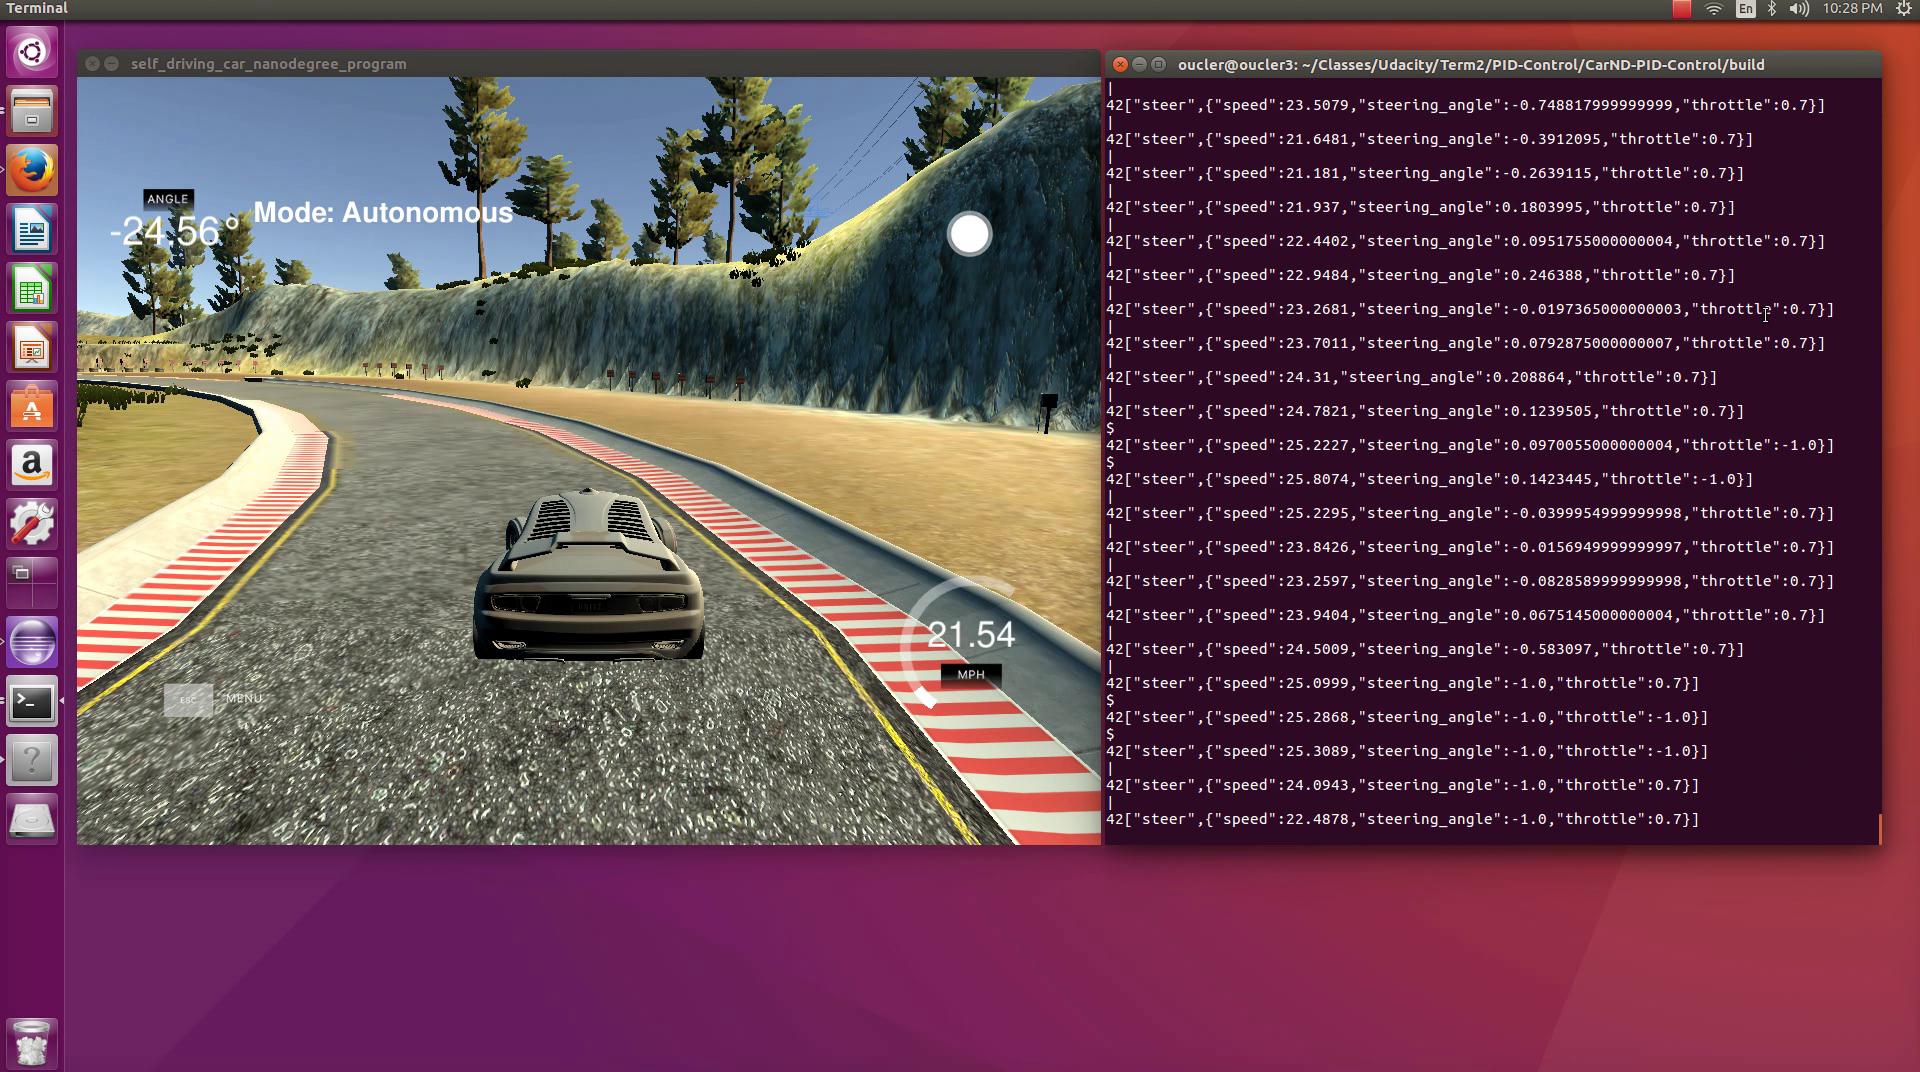 Terminal
En
10:28 PM
self_driving_car_nanodegree_program
ANGLE
-24.56°
Mode: Autonomous
21.54
MPH
ESC
MENU
oucler@oucler3: ~/Classes/Udacity/Term2/PID-Control/CarND-PID-Control/build
|
42["steer",{"speed":23.5079,"steering_angle":-0.748817999999999,"throttle":0.7}]
|
42["steer",{"speed":21.6481,"steering_angle":-0.3912095,"throttle":0.7}]
|
42["steer",{"speed":21.181,"steering_angle":-0.2639115,"throttle":0.7}]
|
42["steer",{"speed":21.937,"steering_angle":0.1803995,"throttle":0.7}]
|
42["steer",{"speed":22.4402,"steering_angle":0.0951755000000004,"throttle":0.7}]
|
42["steer",{"speed":22.9484,"steering_angle":0.246388,"throttle":0.7}]
|
42["steer",{"speed":23.2681,"steering_angle":-0.0197365000000003,"throttle":0.7}]
|
42["steer",{"speed":23.7011,"steering_angle":0.0792875000000007,"throttle":0.7}]
|
42["steer",{"speed":24.31,"steering_angle":0.208864,"throttle":0.7}]
|
42["steer",{"speed":24.7821,"steering_angle":0.1239505,"throttle":0.7}]
$
42["steer",{"speed":25.2227,"steering_angle":0.0970055000000004,"throttle":-1.0}]
$
42["steer",{"speed":25.8074,"steering_angle":0.1423445,"throttle":-1.0}]
|
42["steer",{"speed":25.2295,"steering_angle":-0.0399954999999998,"throttle":0.7}]
|
42["steer",{"speed":23.8426,"steering_angle":-0.0156949999999997,"throttle":0.7}]
|
42["steer",{"speed":23.2597,"steering_angle":-0.0828589999999998,"throttle":0.7}]
|
42["steer",{"speed":23.9404,"steering_angle":0.0675145000000004,"throttle":0.7}]
|
42["steer",{"speed":24.5009,"steering_angle":-0.583097,"throttle":0.7}]
|
42["steer",{"speed":25.0999,"steering_angle":-1.0,"throttle":0.7}]
$
42["steer",{"speed":25.2868,"steering_angle":-1.0,"throttle":-1.0}]
$
42["steer",{"speed":25.3089,"steering_angle":-1.0,"throttle":-1.0}]
|
42["steer",{"speed":24.0943,"steering_angle":-1.0,"throttle":0.7}]
|
42["steer",{"speed":22.4878,"steering_angle":-1.0,"throttle":0.7}]